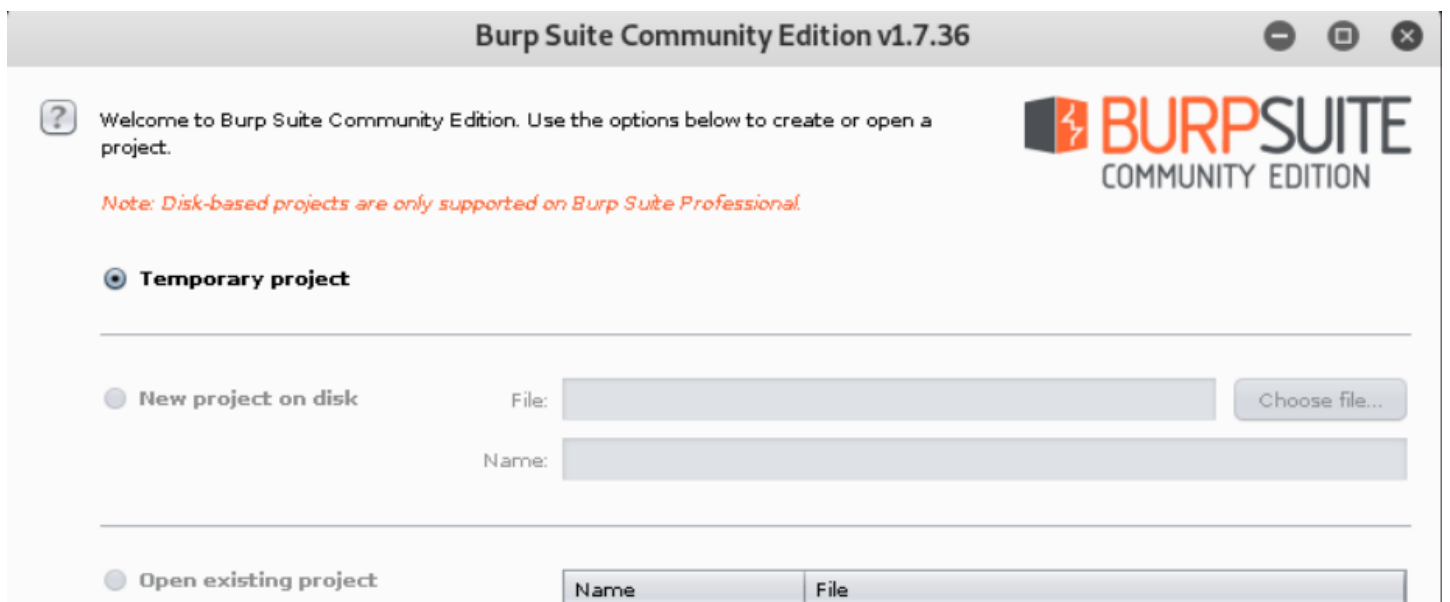 Burp Suite Community Edition v1.7.36
?
Welcome to Burp Suite Community Edition. Use the options below to create or open a
project.
BURPSUITE
COMMUNITY EDITION
Note: Disk-based projects are only supported on Burp Suite Professional.
Temporary project
New project on disk
File:
Choose file...
Name:
Open existing project
Name
File